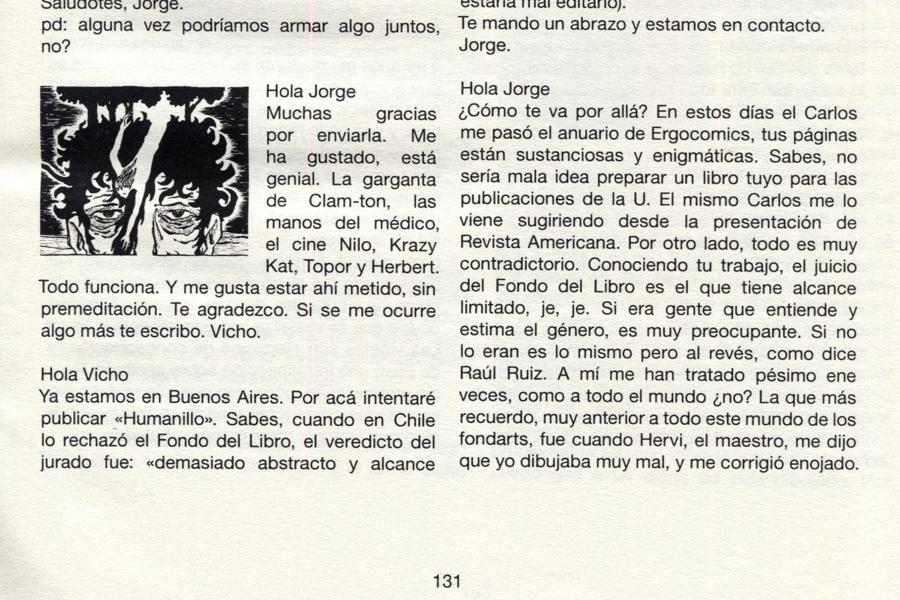 Saludotes, Jorge.
pd: alguna vez podríamos armar algo juntos,
no?
Hola Jorge
Muchas gracias
por enviarla. Me
ha gustado, está
genial. La garganta
de Clam-ton, las
manos del médico,
el cine Nilo, Krazy
Kat, Topor y Herbert.
Todo funciona. Y me gusta estar ahí metido, sin
premeditación. Te agradezco. Si se me ocurre
algo más te escribo. Vicho.
Hola Vicho
Ya estamos en Buenos Aires. Por acá intentaré
publicar «Humanillo». Sabes, cuando en Chile
lo rechazó el Fondo del Libro, el veredicto del
jurado fue: «demasiado abstracto y alcance
estaría mal editarlo).
Te mando un abrazo y estamos en contacto.
Jorge.
Hola Jorge
¿Cómo te va por allá? En estos días el Carlos
me pasó el anuario de Ergocomics, tus páginas
están sustanciosas y enigmáticas. Sabes, no
sería mala idea preparar un libro tuyo para las
publicaciones de la U. El mismo Carlos me lo
viene sugiriendo desde la presentación de
Revista Americana. Por otro lado, todo es muy
contradictorio. Conociendo tu trabajo, el juicio
del Fondo del Libro es el que tiene alcance
limitado, je, je. Si era gente que entiende y
estima el género, es muy preocupante. Si no
lo eran es lo mismo pero al revés, como dice
Raúl Ruiz. A mí me han tratado pésimo ene
veces, como a todo el mundo ¿no? La que más
recuerdo, muy anterior a todo este mundo de los
fondarts, fue cuando Hervi, el maestro, me dijo
que yo dibujaba muy mal, y me corrigió enojado.
131